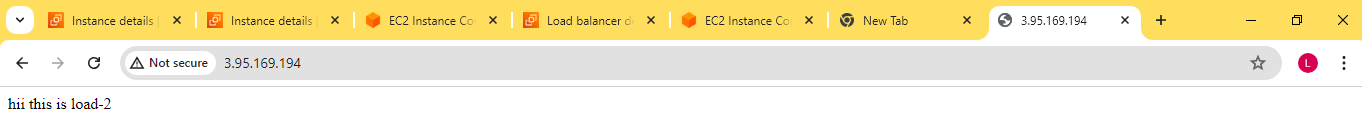 Instance details
Instance details
EC2 Instance Co
Load balancer d
EC2 Instance Co
New Tab
3.95.169.194
Not secure
3.95.169.194
L
hii this is load-2